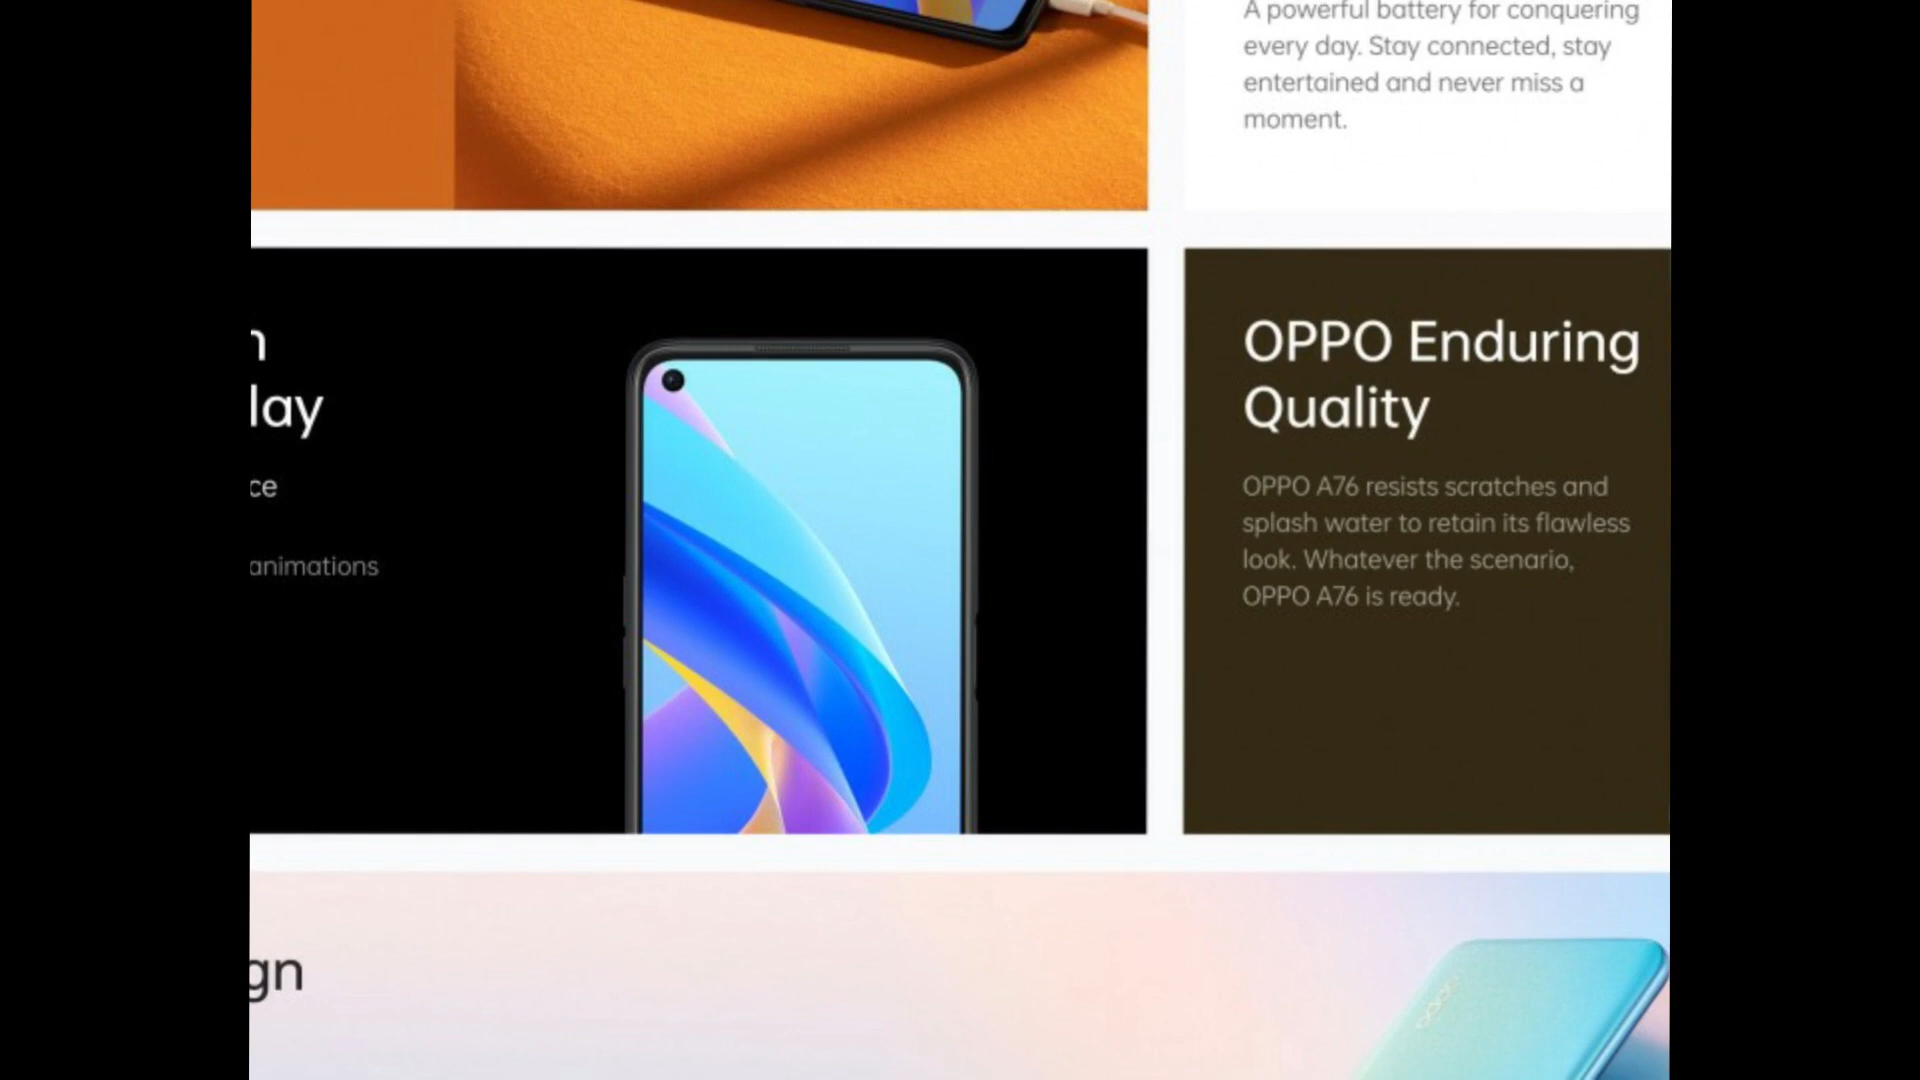 A powerful battery for conquering
every day. Stay connected, stay
entertained and never miss a
moment.
ce
animations
OPPO Enduring
Quality
OPPO A76 resists scratches and
splash water to retain its flawless
look. Whatever the scenario,
OPPO A76 is ready.
oppo